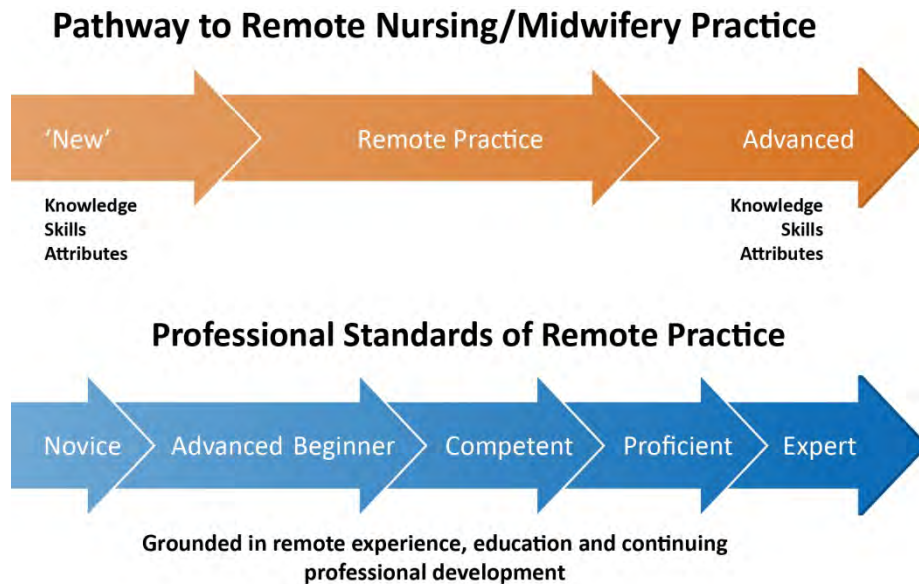 Pathway to Remote Nursing/Midwifery Practice
‘New’
Remote Practice
Advanced
Knowledge
Skills
Attributes
Knowledge
Skills
Attributes
Professional Standards of Remote Practice
Novice
Advanced Beginner
Competent
Proficient
Expert
Grounded in remote experience, education and continuing
professional development